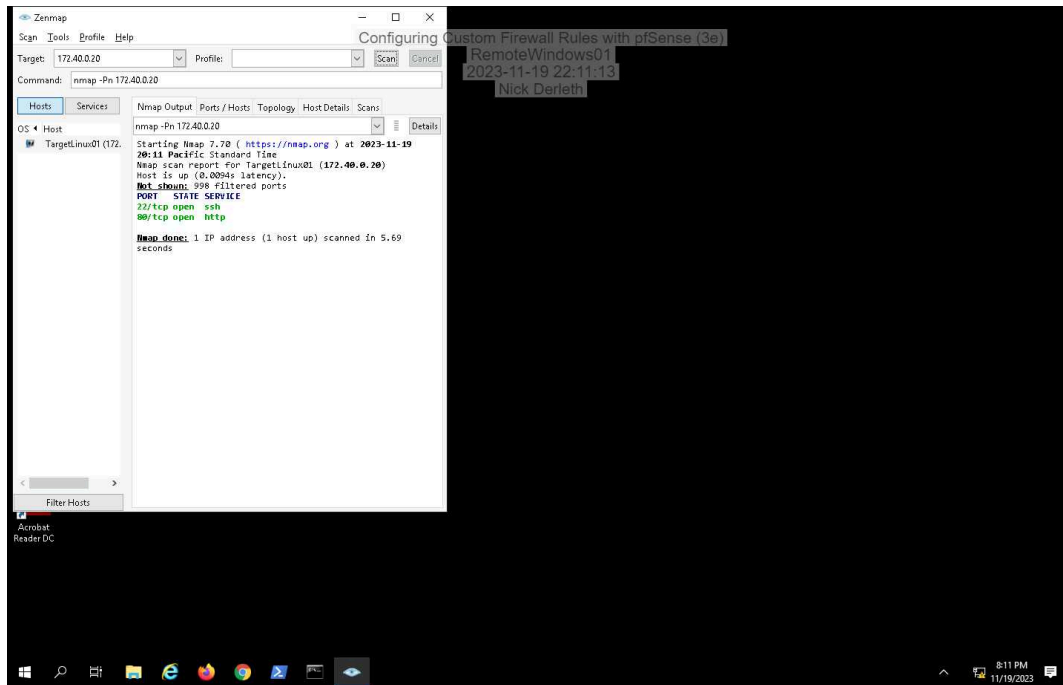 Zenmap
Scan Tools Profile Help
Target: 172.40.0.20 Profile: Scan Cancel
Command: nmap -Pn 172.40.0.20
Hosts Services
OS Host
TargetLinux01 (172.
Filter Hosts
Nmap Output Ports / Hosts Topology Host Details Scans
nmap -Pn 172.40.0.20 Details
Starting Nmap 7.70 ( https://nmap.org ) at 2023-11-19
20:11 Pacific Standard Time
Nmap scan report for TargetLinux01 (172.40.0.20)
Host is up (0.0094s latency).
Not shown: 998 filtered ports
PORT STATE SERVICE
22/tcp open ssh
80/tcp open http
Nmap done: 1 IP address (1 host up) scanned in 5.69
seconds
Configuring Custom Firewall Rules with pfSense (3e)
RemoteWindows01
2023-11-19 22:11:13
Nick Derleth
Acrobat
Reader DC
8:11 PM
11/19/2023